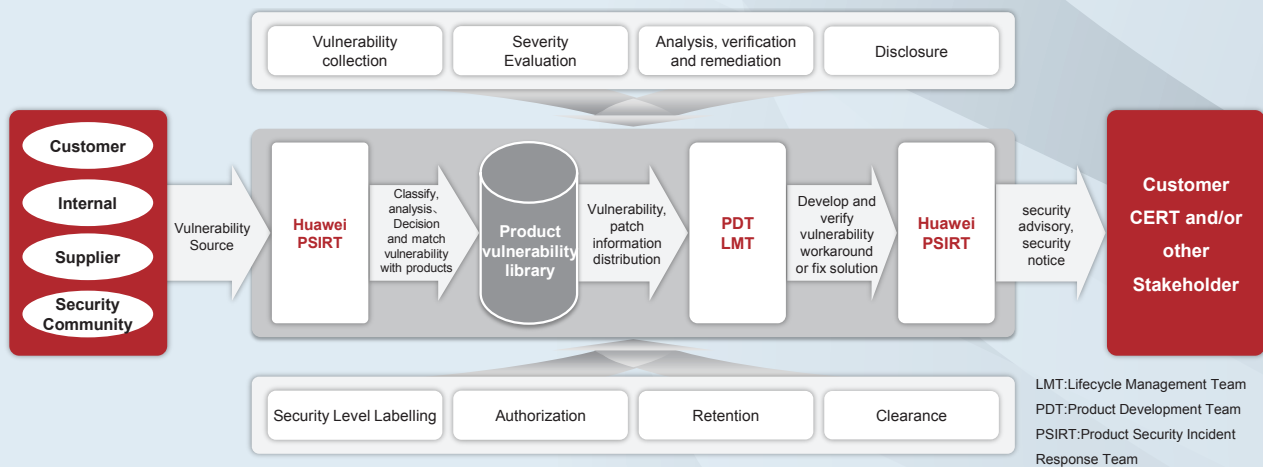 Vulnerability
collection
Severity
Evaluation
Analysis, verification
and remediation
Disclosure
Customer
Internal
Supplier
Security
Community
Vulnerability
Source
Huawei
PSIRT
Classify,
analysis、
Decision
and match
vulnerability
with products
Product
vulnerability
library
Vulnerability,
patch
information
distribution
PDT
LMT
Develop and
verify
vulnerability
workaround
or fix solution
Huawei
PSIRT
security
advisory,
security
notice
Customer
CERT and/or
other
Stakeholder
Security Level Labelling
Authorization
Retention
Clearance
LMT:Lifecycle Management Team
PDT:Product Development Team
PSIRT:Product Security Incident
Response Team